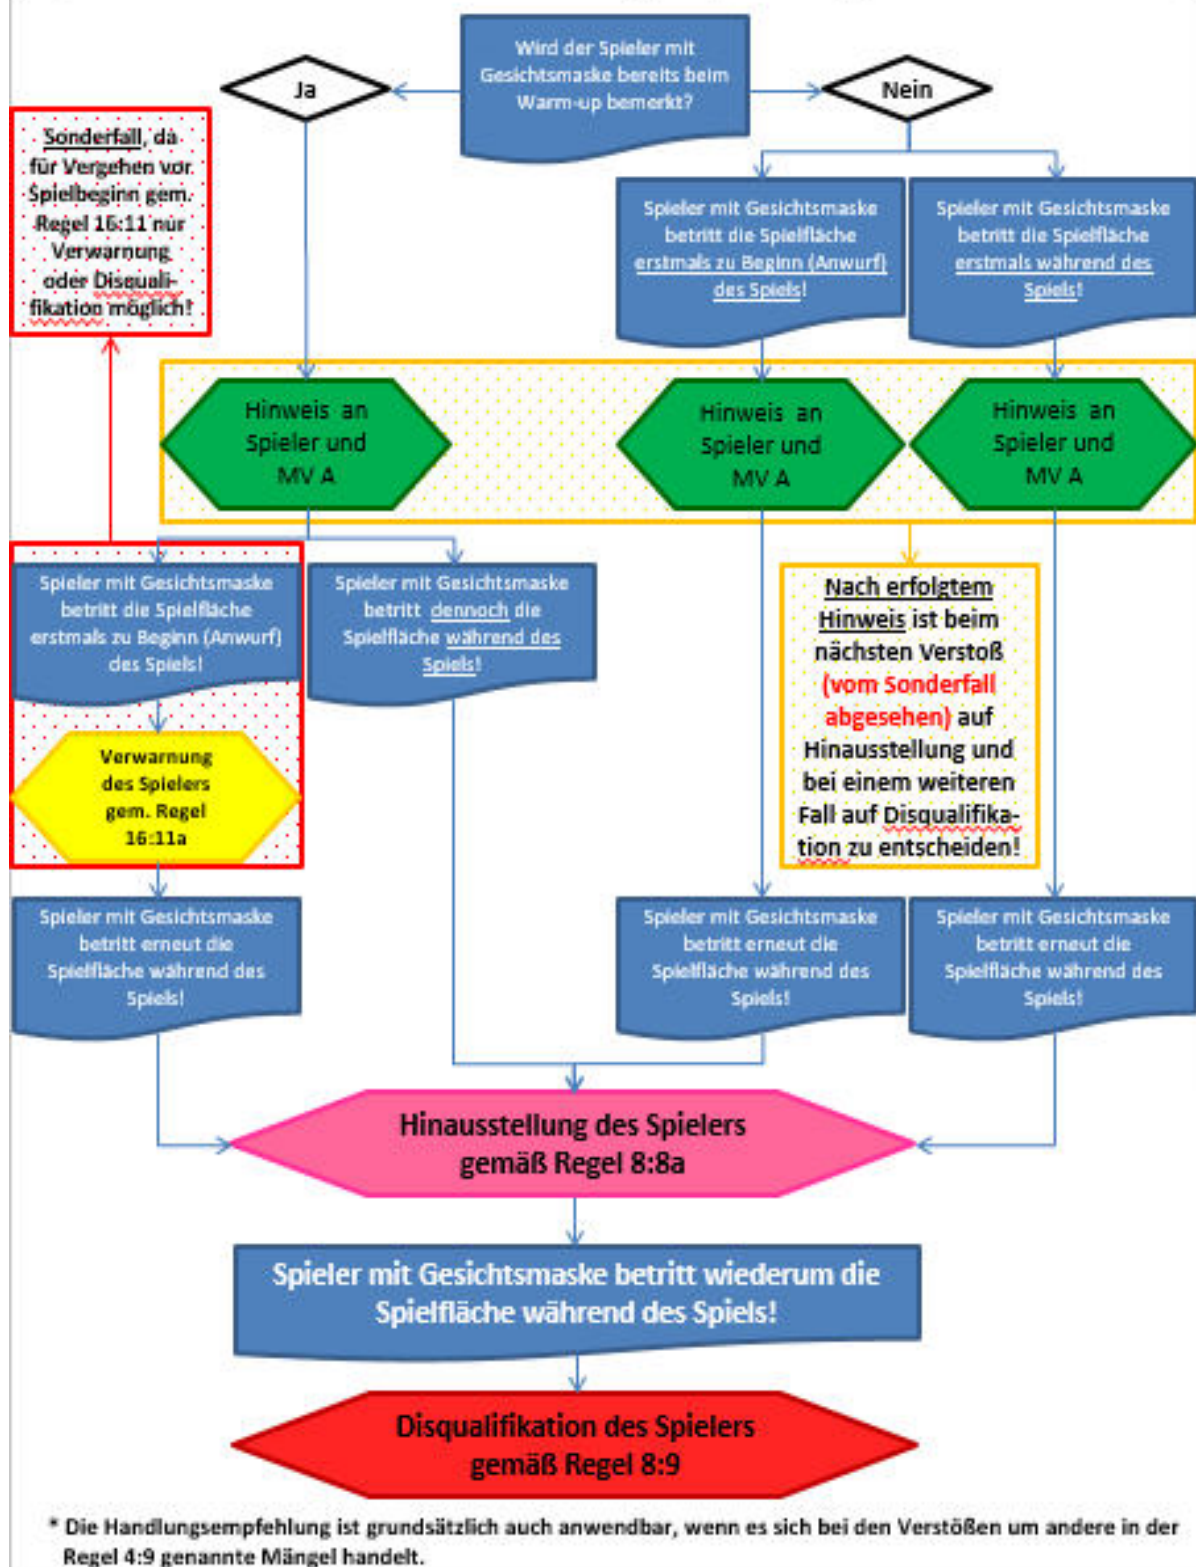 Wird der Spieler mit
Gesichtsmaske bereits beim
Warm-up bemerkt?
Ja
Nein
Sonderfall, da
für Vergehen vor
Spielbeginn gem.
Regel 16:11 nur
Verwarnung
oder Disquali-
fikation möglich!
Spieler mit Gesichtsmaske
betritt die Spielfläche
erstmals zu Beginn (Anwurf)
des Spiels!
Spieler mit Gesichtsmaske
betritt die Spielfläche
erstmals während des
Spiels!
Hinweis an
Spieler und
MV A
Hinweis an
Spieler und
MV A
Hinweis an
Spieler und
MV A
Spieler mit Gesichtsmaske
betritt die Spielfläche
erstmals zu Beginn (Anwurf)
des Spiels!
Spieler mit Gesichtsmaske
betritt dennoch die
Spielfläche während des
Spiels!
Nach erfolgtem
Hinweis ist beim
nächsten Verstoß
(vom Sonderfall
abgesehen) auf
Hinausstellung und
bei einem weiteren
Fall auf Disqualifika-
tion zu entscheiden!
Verwarnung
des Spielers
gem. Regel
16:11a
Spieler mit Gesichtsmaske
betritt erneut die
Spielfläche während des
Spiels!
Spieler mit Gesichtsmaske
betritt erneut die
Spielfläche während des
Spiels!
Spieler mit Gesichtsmaske
betritt erneut die
Spielfläche während des
Spiels!
Hinausstellung des Spielers
gemäß Regel 8:8a
Spieler mit Gesichtsmaske betritt wiederum die
Spielfläche während des Spiels!
Disqualifikation des Spielers
gemäß Regel 8:9
* Die Handlungsempfehlung ist grundsätzlich auch anwendbar, wenn es sich bei den Verstößen um andere in der
Regel 4:9 genannte Mängel handelt.